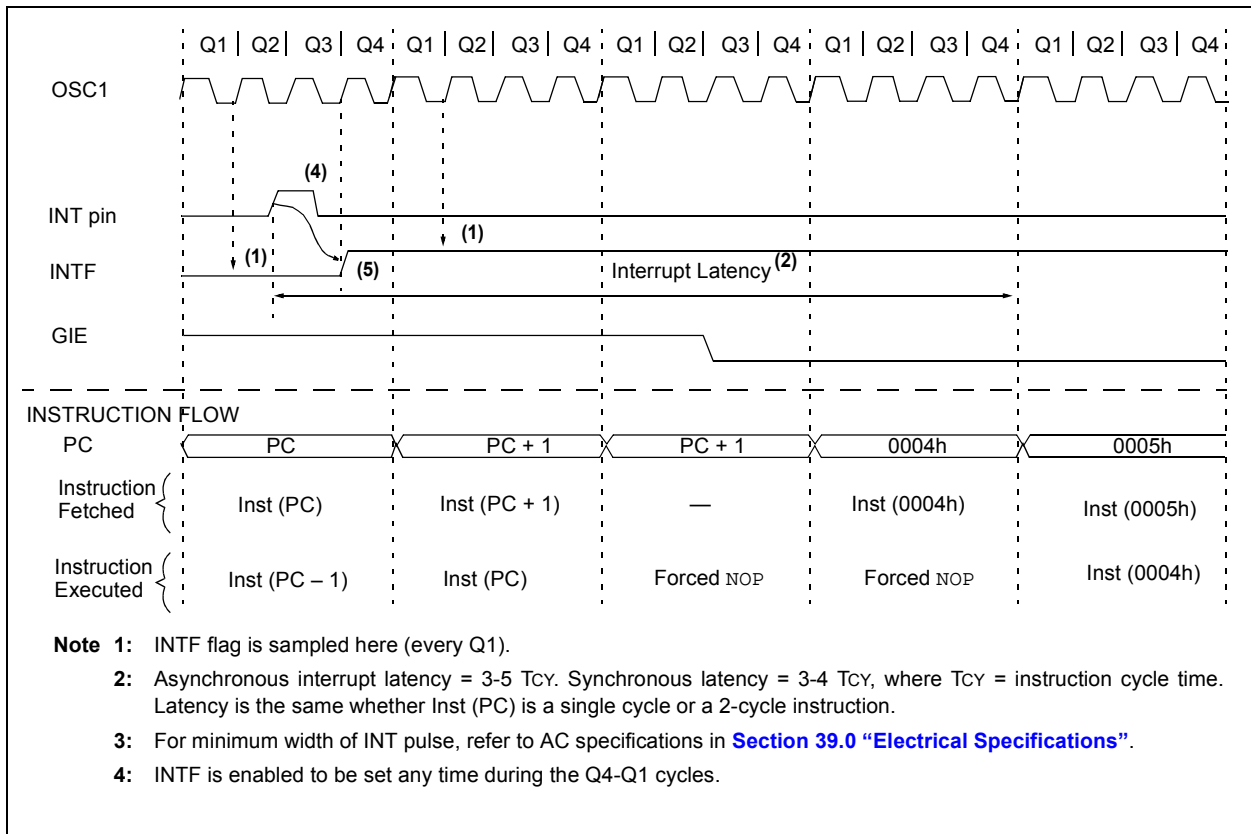 Q1 Q2 Q3 Q4 Q1 Q2 Q3 Q4 Q1 Q2 Q3 Q4 Q1 Q2 Q3 Q4 Q1 Q2 Q3 Q4
OSC1
(4)
INT pin
(1)
(1)
INTF
(5)
Interrupt Latency(2)
GIE
INSTRUCTION FLOW
PC PC PC + 1 PC + 1 0004h 0005h
Instruction Fetched Inst (PC) Inst (PC + 1) — Inst (0004h) Inst (0005h)
Instruction Executed Inst (PC – 1) Inst (PC) Forced NOP Forced NOP Inst (0004h)
Note 1: INTF flag is sampled here (every Q1).
2: Asynchronous interrupt latency = 3-5 TCY. Synchronous latency = 3-4 TCY, where TCY = instruction cycle time.
Latency is the same whether Inst (PC) is a single cycle or a 2-cycle instruction.
3: For minimum width of INT pulse, refer to AC specifications in Section 39.0 “Electrical Specifications”.
4: INTF is enabled to be set any time during the Q4-Q1 cycles.